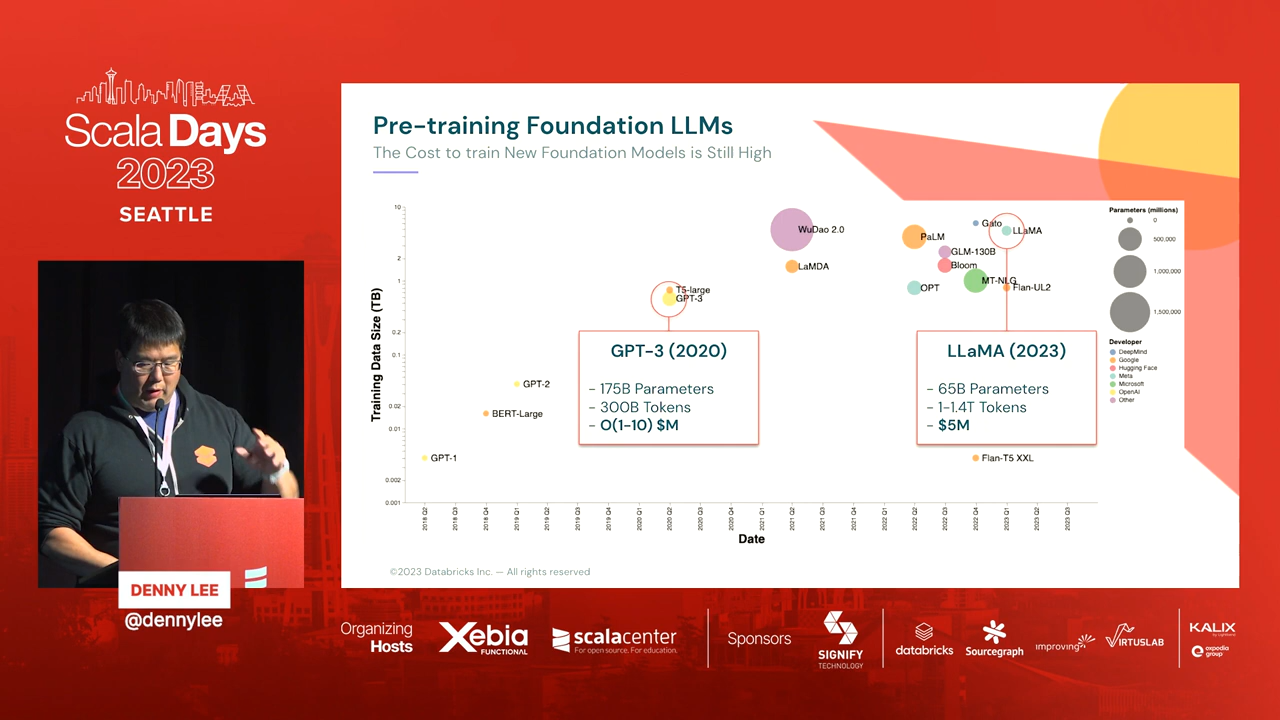 Scala Days
2023
SEATTLE
DENNY LEE
@dennylee
Pre-training Foundation LLMs
The Cost to train New Foundation Models is Still High
Training Data Size (TB)
10
5
2
1
0.2
0.1
0.02
0.01
0.002
0.001
WuDao 2.0
LaMDA
PaLM
Gato
LLaMA
GLM-130B
Bloom
MT-NLG
OPT
Flan-UL2
T5-large
GPT-3
GPT-2
BERT-Large
GPT-1
Flan-T5 XXL
GPT-3 (2020)
- 175B Parameters
- 300B Tokens
- O(1-10) $M
LLaMA (2023)
- 65B Parameters
- 1-1.4T Tokens
- $5M
2018 Q2
2018 Q3
2018 Q4
2019 Q1
2019 Q2
2019 Q3
2019 Q4
2020 Q1
2020 Q2
2020 Q3
2020 Q4
2021 Q1
2021 Q2
2021 Q3
2021 Q4
2022 Q1
2022 Q2
2022 Q3
2022 Q4
2023 Q1
2023 Q2
2023 Q3
Date
Parameters (millions)
0
500,000
1,000,000
1,500,000
Developer
DeepMind
Google
Hugging Face
Meta
Microsoft
OpenAI
Other
©2023 Databricks Inc. — All rights reserved
Organizing
Hosts
Xebia
FUNCTIONAL
scalacenter
For open source. For education.
Sponsors
SIGNIFY
TECHNOLOGY
databricks
Sourcegraph
improving
VIRTUSLAB
KALIX
by Lightbend
expedia
group